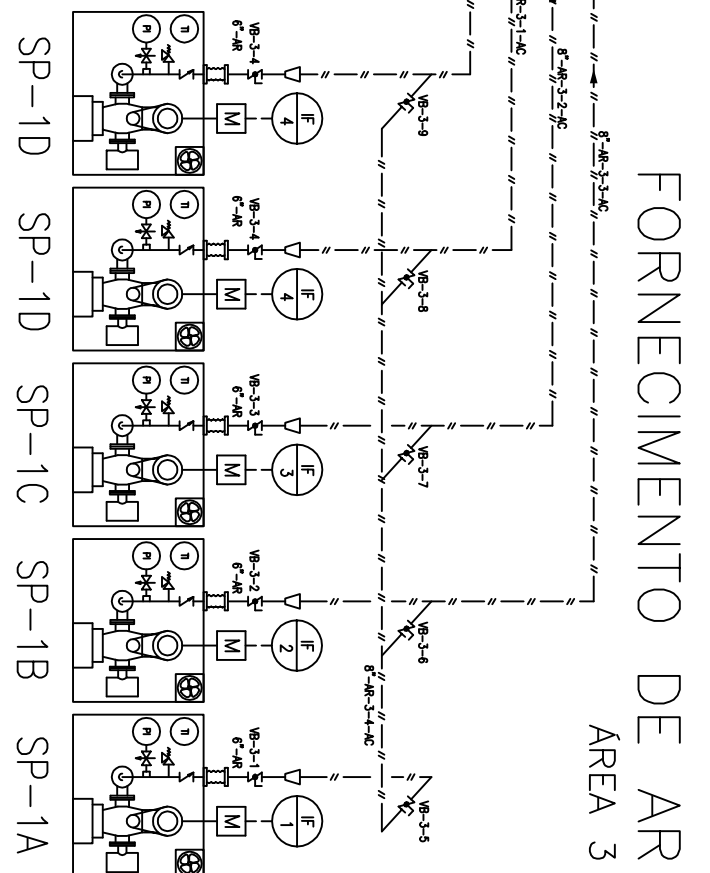 FORNECIMENTO DE AR
ÁREA 3
8"-AR-3-3-AC
8"-AR-3-2-AC
AR-3-1-AC
VB-3-9
VB-3-8
VB-3-7
VB-3-6
VB-3-5
8"-AR-3-4-AC
IF
4
IF
4
IF
3
IF
2
IF
1
M
M
M
M
M
VB-3-4
6"-AR
VB-3-4
6"-AR
VB-3-3
6"-AR
VB-3-2
6"-AR
VB-3-1
6"-AR
TI
PI
TI
PI
TI
PI
TI
PI
TI
PI
SP-1D
SP-1D
SP-1C
SP-1B
SP-1A